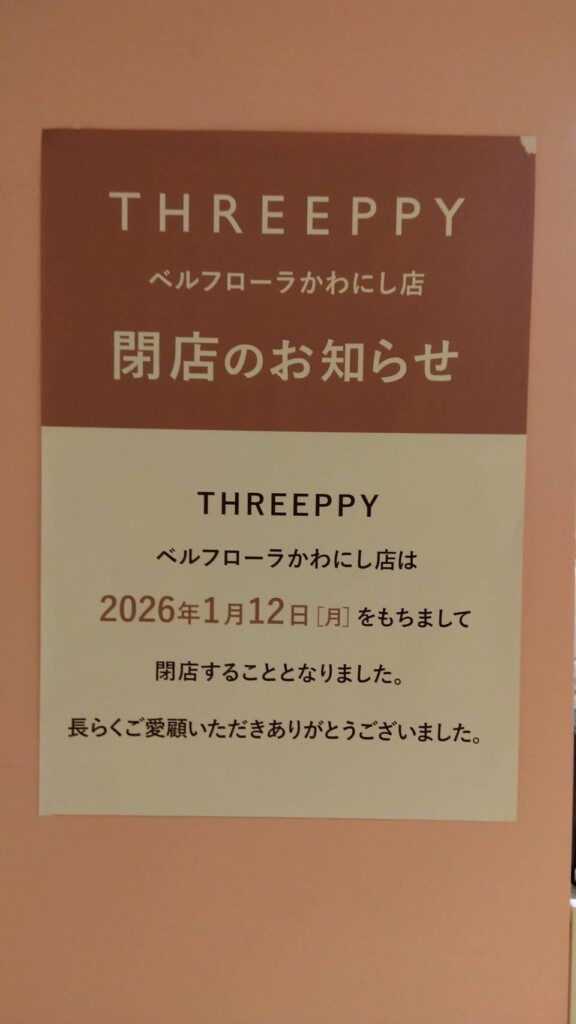 THREEPPY
ベルフローラかわにし店
閉店のお知らせ
THREEPPY
ベルフローラかわにし店は
2026年1月12日[月]をもちまして
閉店することとなりました。
長らくご愛顧いただきありがとうございました。